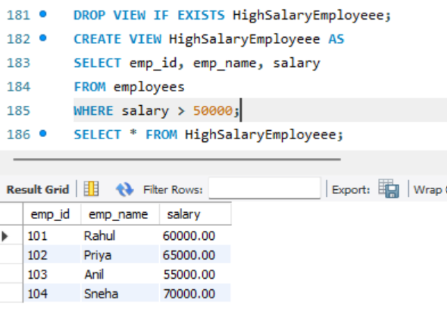 181 DROP VIEW IF EXISTS HighSalaryEmployeee;
182 CREATE VIEW HighSalaryEmployeee AS
183 SELECT emp_id, emp_name, salary
184 FROM employees
185 WHERE salary > 50000;
186 SELECT * FROM HighSalaryEmployeee;
Result Grid Filter Rows: Export: Wrap C
emp_id emp_name salary
101 Rahul 60000.00
102 Priya 65000.00
103 Anil 55000.00
104 Sneha 70000.00